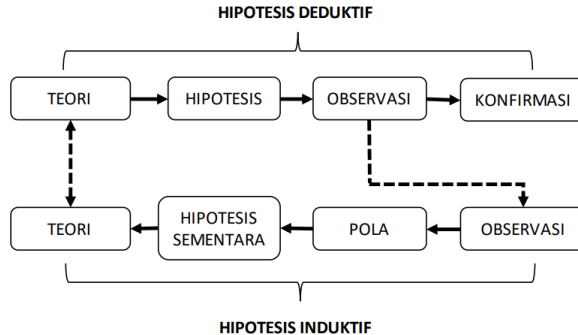 HIPOTESIS DEDUKTIF
TEORI
HIPOTESIS
OBSERVASI
KONFIRMASI
TEORI
HIPOTESIS
SEMENTARA
POLA
OBSERVASI
HIPOTESIS INDUKTIF